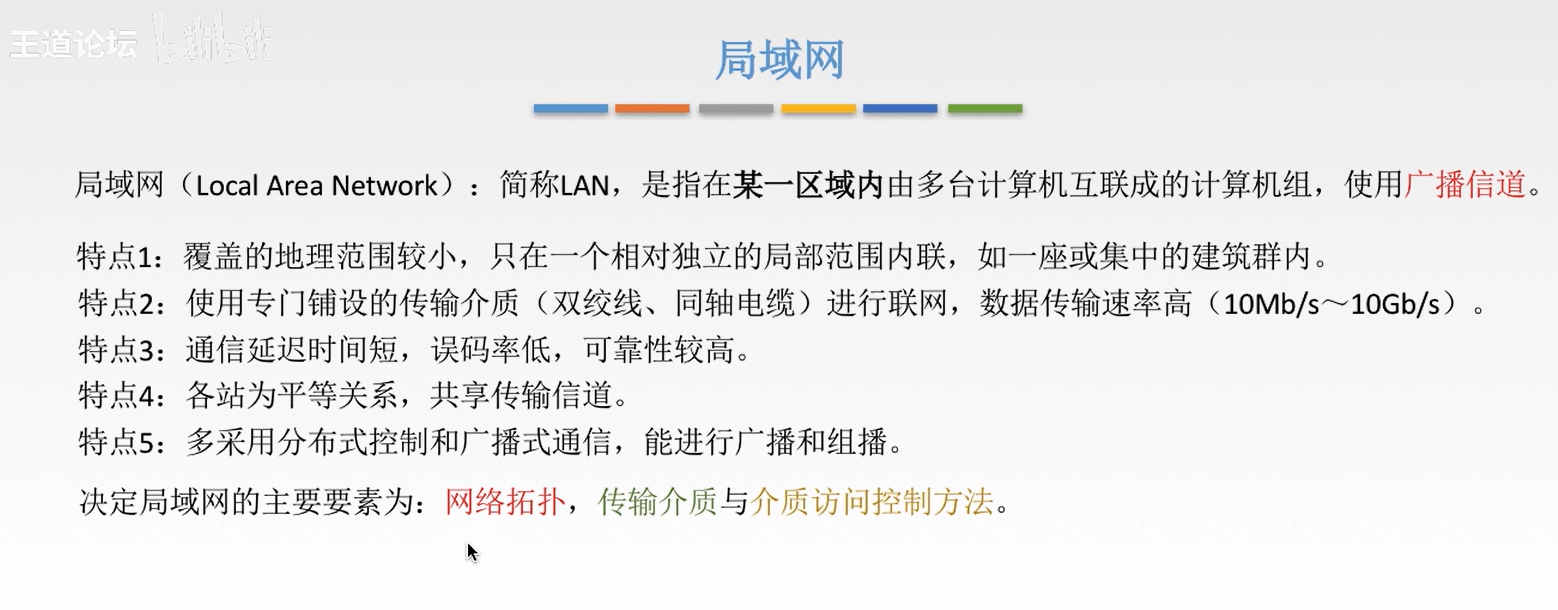 王道论坛 bilibili
局域网
局域网（Local Area Network）：简称LAN，是指在某一区域内由多台计算机互联成的计算机组，使用广播信道。
特点1：覆盖的地理范围较小，只在一个相对独立的局部范围内联，如一座或集中的建筑群内。
特点2：使用专门铺设的传输介质（双绞线、同轴电缆）进行联网，数据传输速率高（10Mb/s～10Gb/s）。
特点3：通信延迟时间短，误码率低，可靠性较高。
特点4：各站为平等关系，共享传输信道。
特点5：多采用分布式控制和广播式通信，能进行广播和组播。
决定局域网的主要要素为：网络拓扑，传输介质与介质访问控制方法。